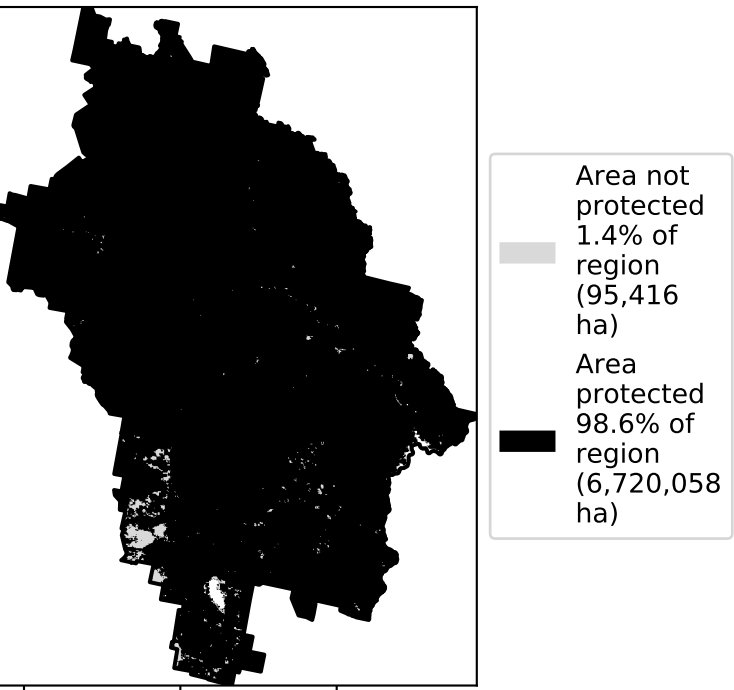 Area not
protected
1.4% of
region
(95,416
ha)
Area
protected
98.6% of
region
(6,720,058
ha)